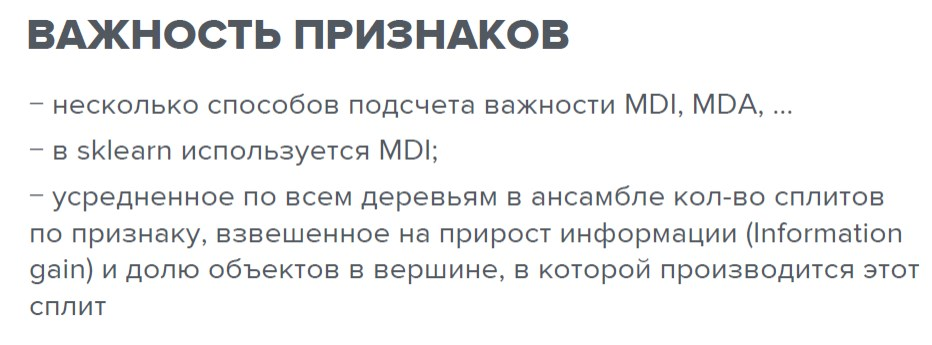 ВАЖНОСТЬ ПРИЗНАКОВ
– несколько способов подсчета важности MDI, MDA, ...
– в sklearn используется MDI;
– усредненное по всем деревьям в ансамбле кол-во сплитов
по признаку, взвешенное на прирост информации (Information
gain) и долю объектов в вершине, в которой производится этот
сплит